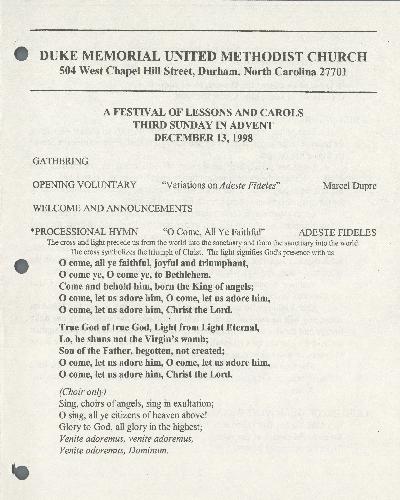 DUKE MEMORIAL UNITED METHODIST CHURCH
504 West Chapel Hill Street, Durham, North Carolina 27701
A FESTIVAL OF LESSONS AND CAROLS
THIRD SUNDAY IN ADVENT
DECEMBER 13, 1998
GATHERING
OPENING VOLUNTARY "Variations on Adeste Fideles" Marcel Dupre
WELCOME AND ANNOUNCEMENTS
*PROCESSIONAL HYMN "O Come, All Ye Faithful" ADESTE FIDELES
The cross and light precede us from the world into the sanctuary and from the sanctuary into the world.
The cross symbolizes the triumph of Christ. The light signifies God's presence with us.
O come, all ye faithful, joyful and triumphant,
O come ye, O come ye, to Bethlehem.
Come and behold him, born the King of angels;
O come, let us adore him, O come, let us adore him,
O come, let us adore him, Christ the Lord.
True God of true God, Light from Light Eternal,
Lo, he shuns not the Virgin's womb;
Son of the Father, begotten, not created;
O come, let us adore him, O come, let us adore him,
O come, let us adore him, Christ the Lord.
(Choir only)
Sing, choirs of angels, sing in exultation;
O sing, all ye citizens of heaven above!
Glory to God, all glory in the highest;
Venite adoremus, venite adoremus,
Venite adoremus, Dominum.